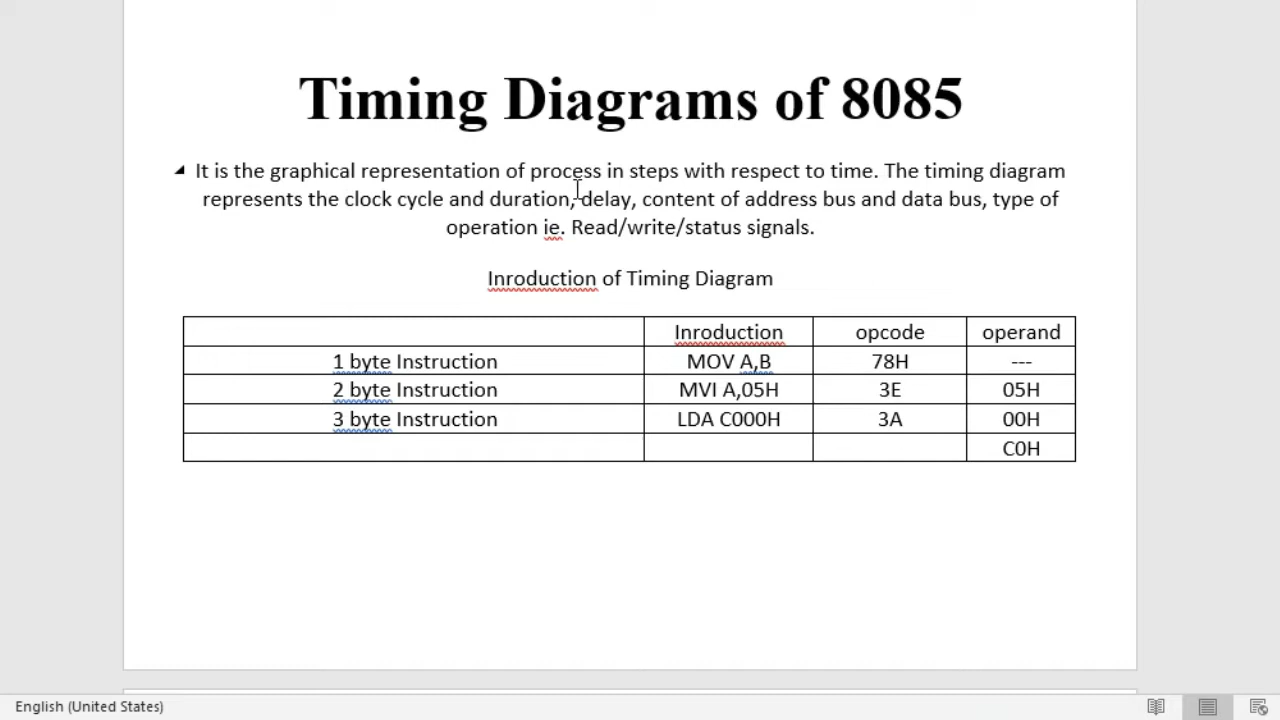 Timing Diagrams of 8085
It is the graphical representation of process in steps with respect to time. The timing diagram
represents the clock cycle and duration, delay, content of address bus and data bus, type of
operation ie. Read/write/status signals.
Inroduction of Timing Diagram
Inroduction opcode operand
1 byte Instruction MOV A,B 78H ---
2 byte Instruction MVI A,05H 3E 05H
3 byte Instruction LDA C000H 3A 00H
C0H
English (United States)